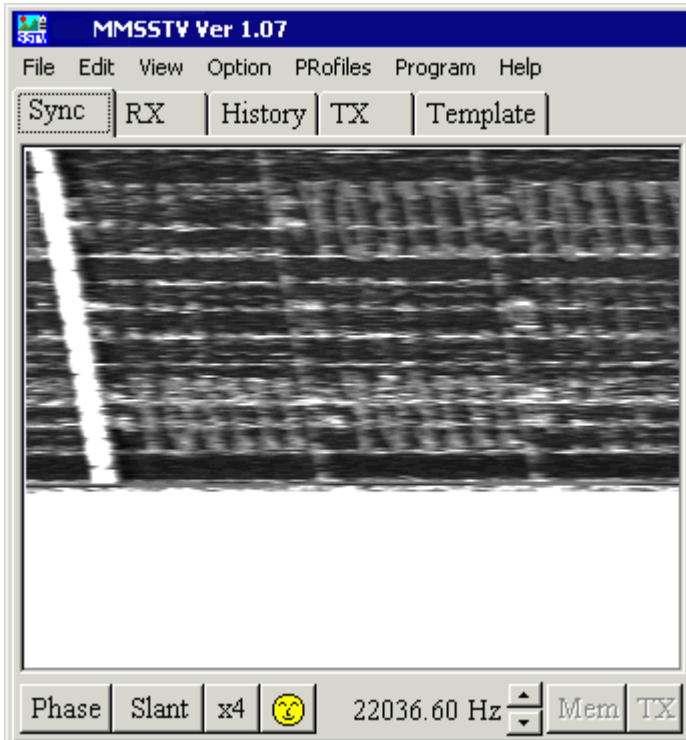 SSTV MMSSTV Ver 1.07
File Edit View Option PRofiles Program Help
Sync RX History TX Template
Phase Slant x4 22036.60 Hz Mem TX